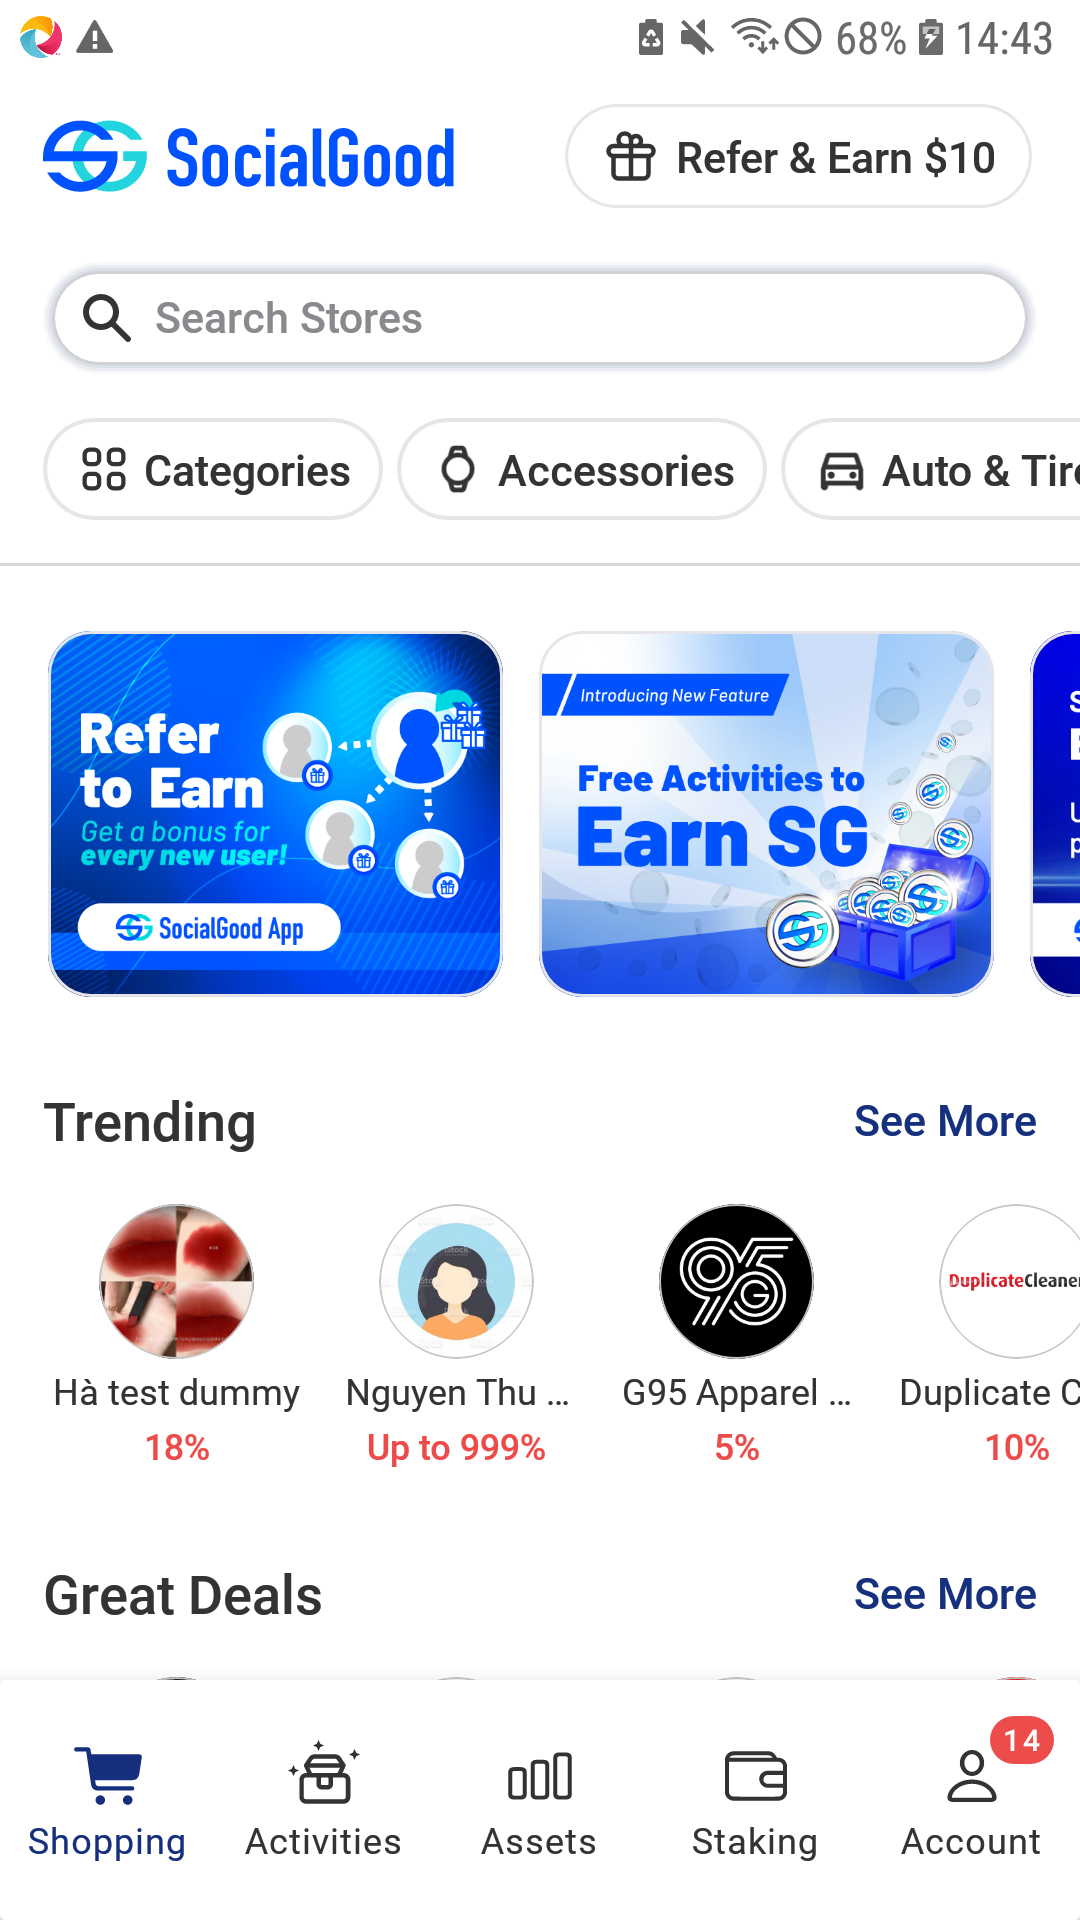 68% 14:43
SocialGood
Refer & Earn $10
Search Stores
Categories
Accessories
Auto & Tire
Refer
to Earn
Get a bonus for
every new user!
SocialGood App
Introducing New Feature
Free Activities to
Earn SG
Trending
See More
DuplicateCleaner
Hà test dummy
Nguyen Thu ...
G95 Apparel ...
Duplicate C
18%
Up to 999%
5%
10%
Great Deals
See More
14
Shopping
Activities
Assets
Staking
Account